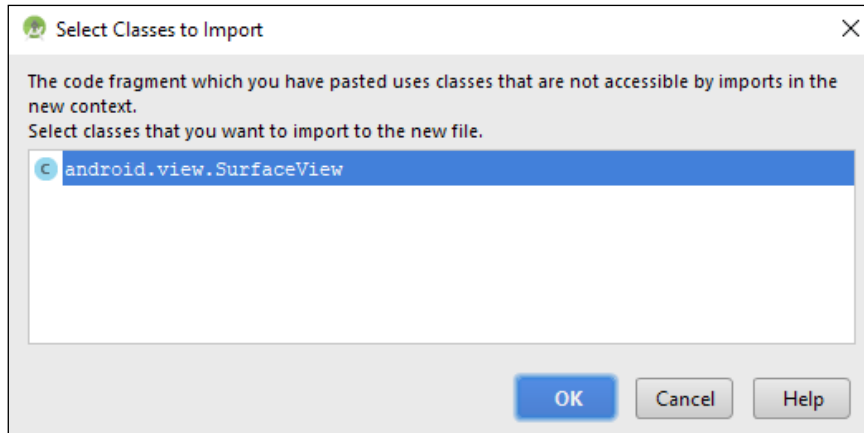 Select Classes to Import
The code fragment which you have pasted uses classes that are not accessible by imports in the
new context.
Select classes that you want to import to the new file.
C android.view.SurfaceView
OK Cancel Help